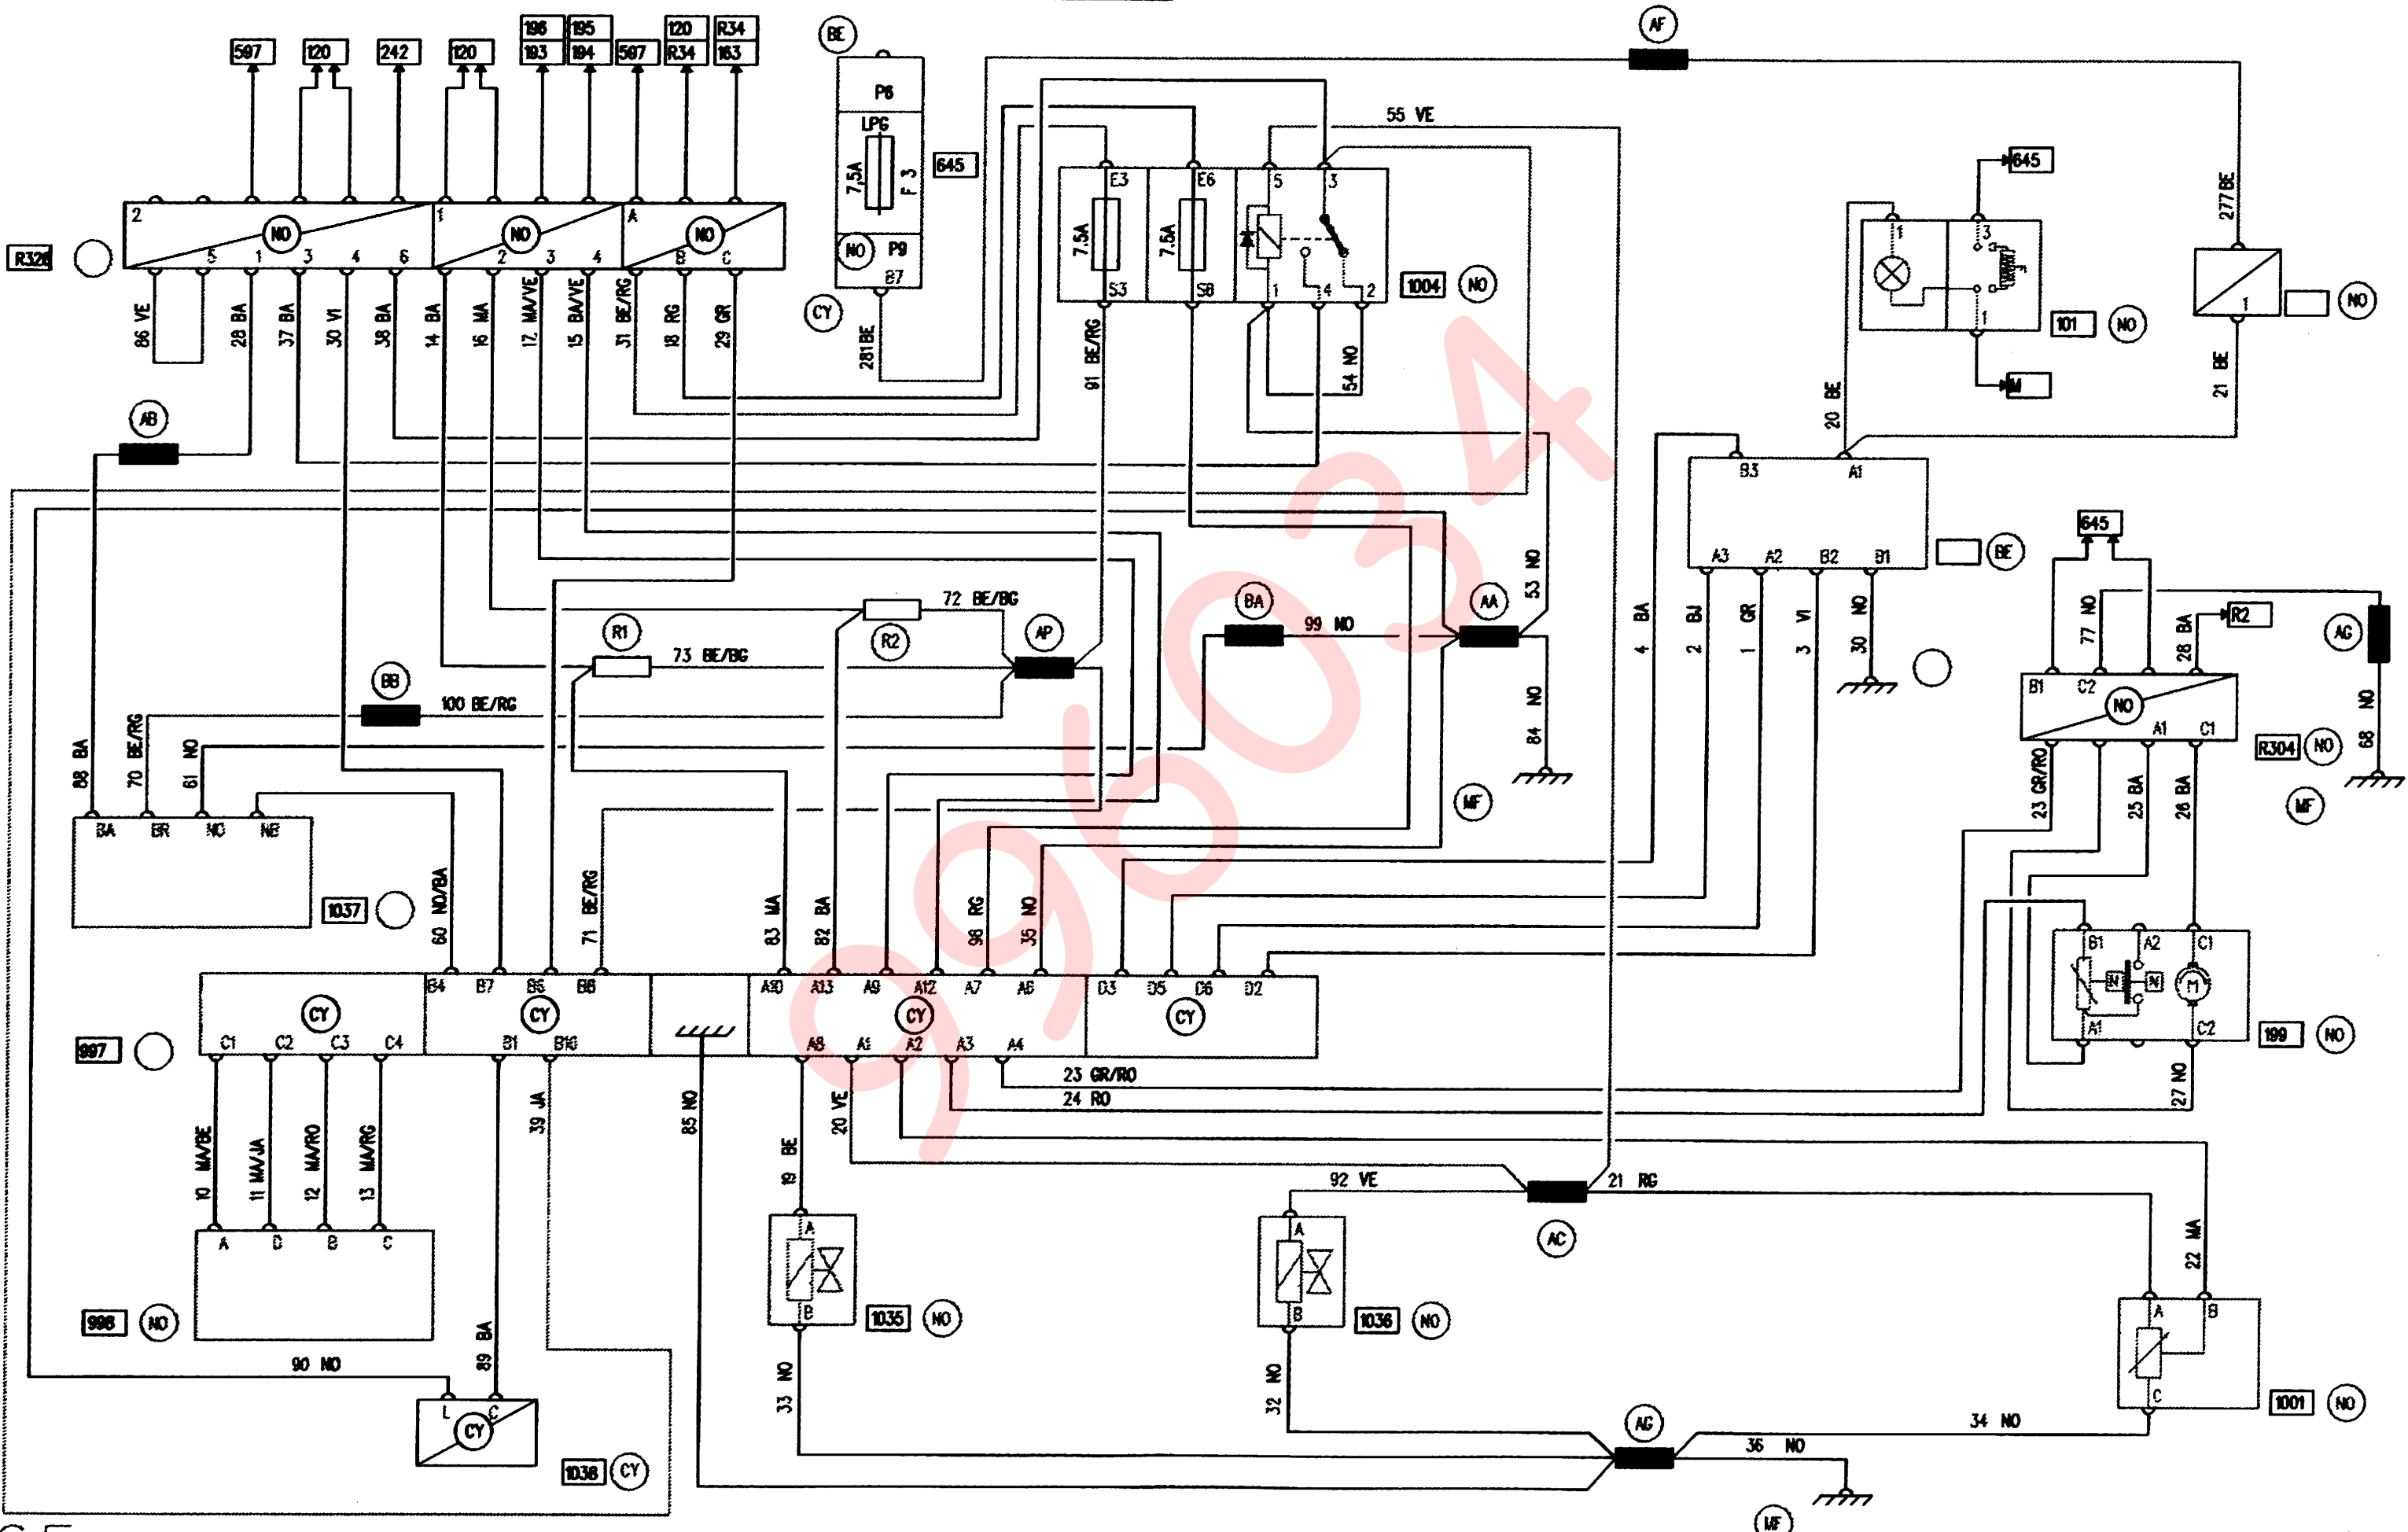 597
120
242
120
196 195
193 194
597
120 R34
R34 163
BE
P6
LPG
7,5A
F 3
645
NO
P9
B7
CY
281BE
AF
55 VE
277BE
2 NO 1 NO A NO
5 1 3 4 6 2 3 4 B C
86 VE
28 BA
37 BA
30 VI
38 BA
14 BA
16 MA
17 MA/VE
15 BA/VE
31 BE/RG
18 RG
29 GR
E3 E6 5 3
7.5A 7.5A
S3 1 4 2
1004 NO
91 BE/RG
54 NO
645
1 3
1
101 NO
M
20 BE
1
NO
21 BE
AB
B3 A1
A3 A2 B2 B1
BE
4 BA
2 BJ
1 GR
3 VI
30 NO
645
77 NO
28 BA
R2
AG
68 NO
B1 C2
NO
A1 C1
R304 NO
MF
23 GR/RO
25 BA
26 BA
53 NO
BA
99 NO
AA
84 NO
MF
72 BE/BG
R2
R1
73 BE/BG
AP
BB
100 BE/RG
88 BA
70 BE/RG
61 NO
BA BR NO NB
1037
60 NO/BA
71 BE/RG
83 MA
82 BA
98 RG
35 NO
B4 B7 B6 A10 A13 A9 A12 A7 A6 D3 D5 D6 D2
CY CY CY CY
C1 C2 C3 C4 B1 B10 A8 A1 A2 A3 A4
997
B1 A2 C1
M
A1 C2
199 NO
27 NO
23 GR/RO
24 RO
10 MA/BE
11 MA/JA
12 MA/RO
13 MA/RG
39 JA
85 NO
19 BE
20 VE
A D B C
998 NO
89 BA
90 NO
L C
CY
1038 CY
A
B
1035 NO
33 NO
92 VE
21 RG
AC
A
B
1036 NO
32 NO
22 MA
A B
C
1001 NO
34 NO
AG
36 NO
MF
996034